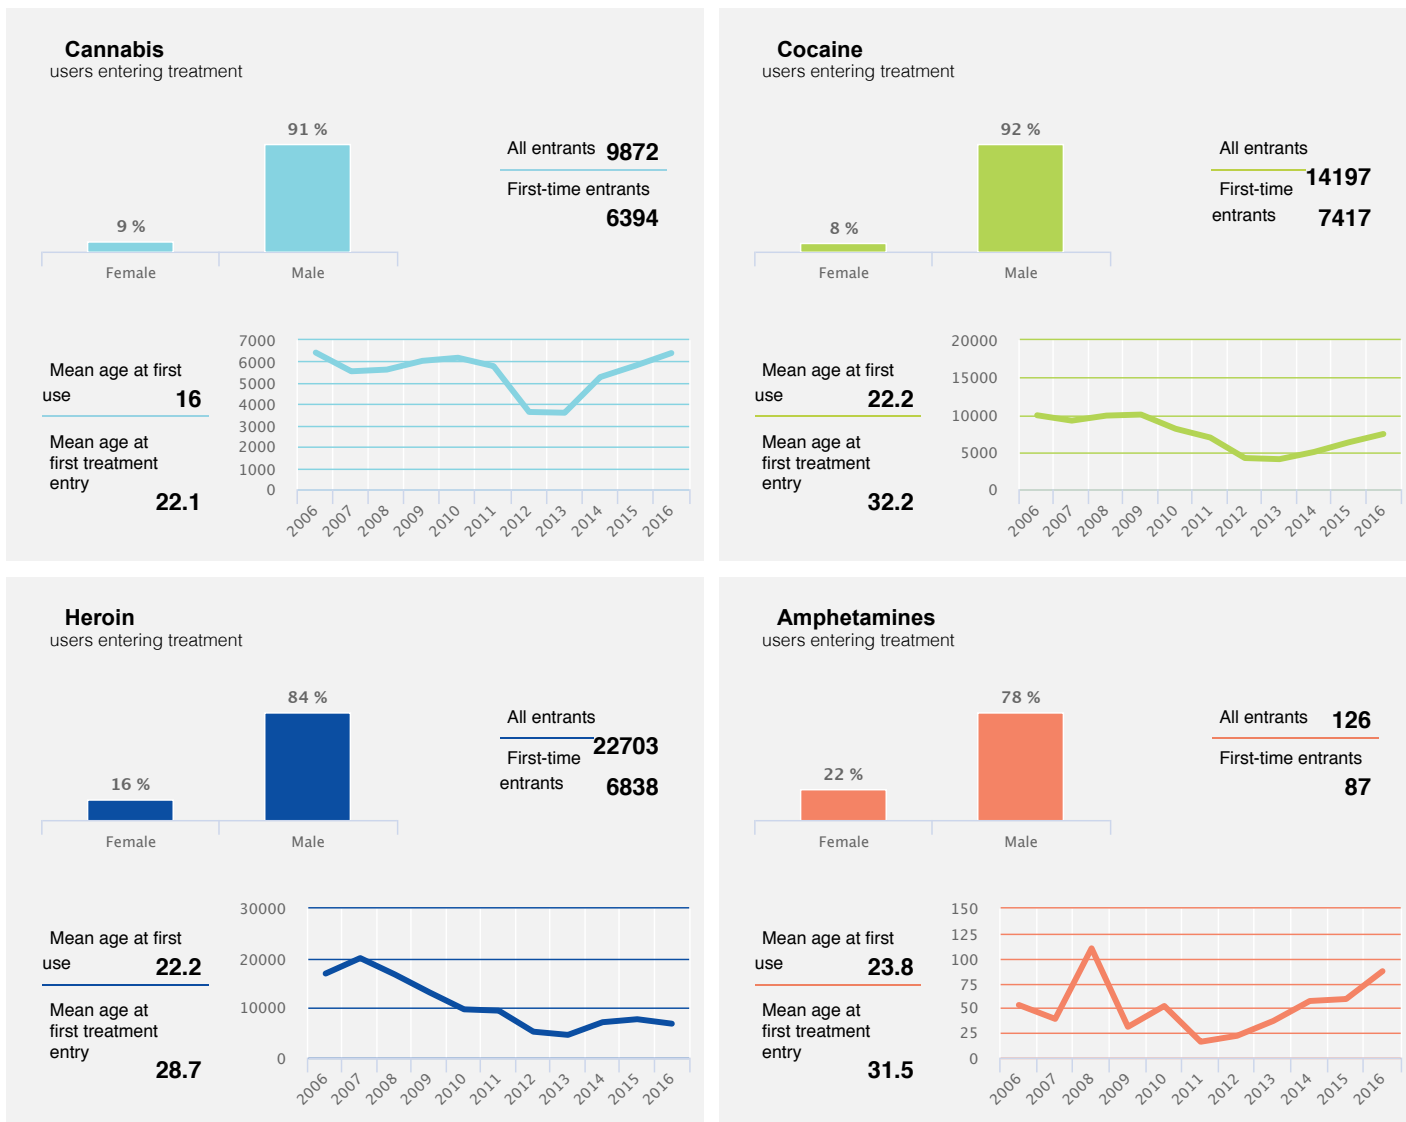 Cannabis
users entering treatment
91 %
9 %
Female
Male
All entrants 9872
First-time entrants
6394
Mean age at first
use 16
Mean age at
first treatment
entry
22.1
7000
6000
5000
4000
3000
2000
1000
0
2006 2007 2008 2009 2010 2011 2012 2013 2014 2015 2016
Cocaine
users entering treatment
92 %
8 %
Female
Male
All entrants
14197
First-time
entrants 7417
Mean age at first
use 22.2
Mean age at
first treatment
entry
32.2
20000
15000
10000
5000
0
2006 2007 2008 2009 2010 2011 2012 2013 2014 2015 2016
Heroin
users entering treatment
84 %
16 %
Female
Male
All entrants
22703
First-time
entrants 6838
Mean age at first
use 22.2
Mean age at
first treatment
entry
28.7
30000
20000
10000
0
2006 2007 2008 2009 2010 2011 2012 2013 2014 2015 2016
Amphetamines
users entering treatment
78 %
22 %
Female
Male
All entrants 126
First-time entrants
87
Mean age at first
use 23.8
Mean age at
first treatment
entry
31.5
150
125
100
75
50
25
0
2006 2007 2008 2009 2010 2011 2012 2013 2014 2015 2016